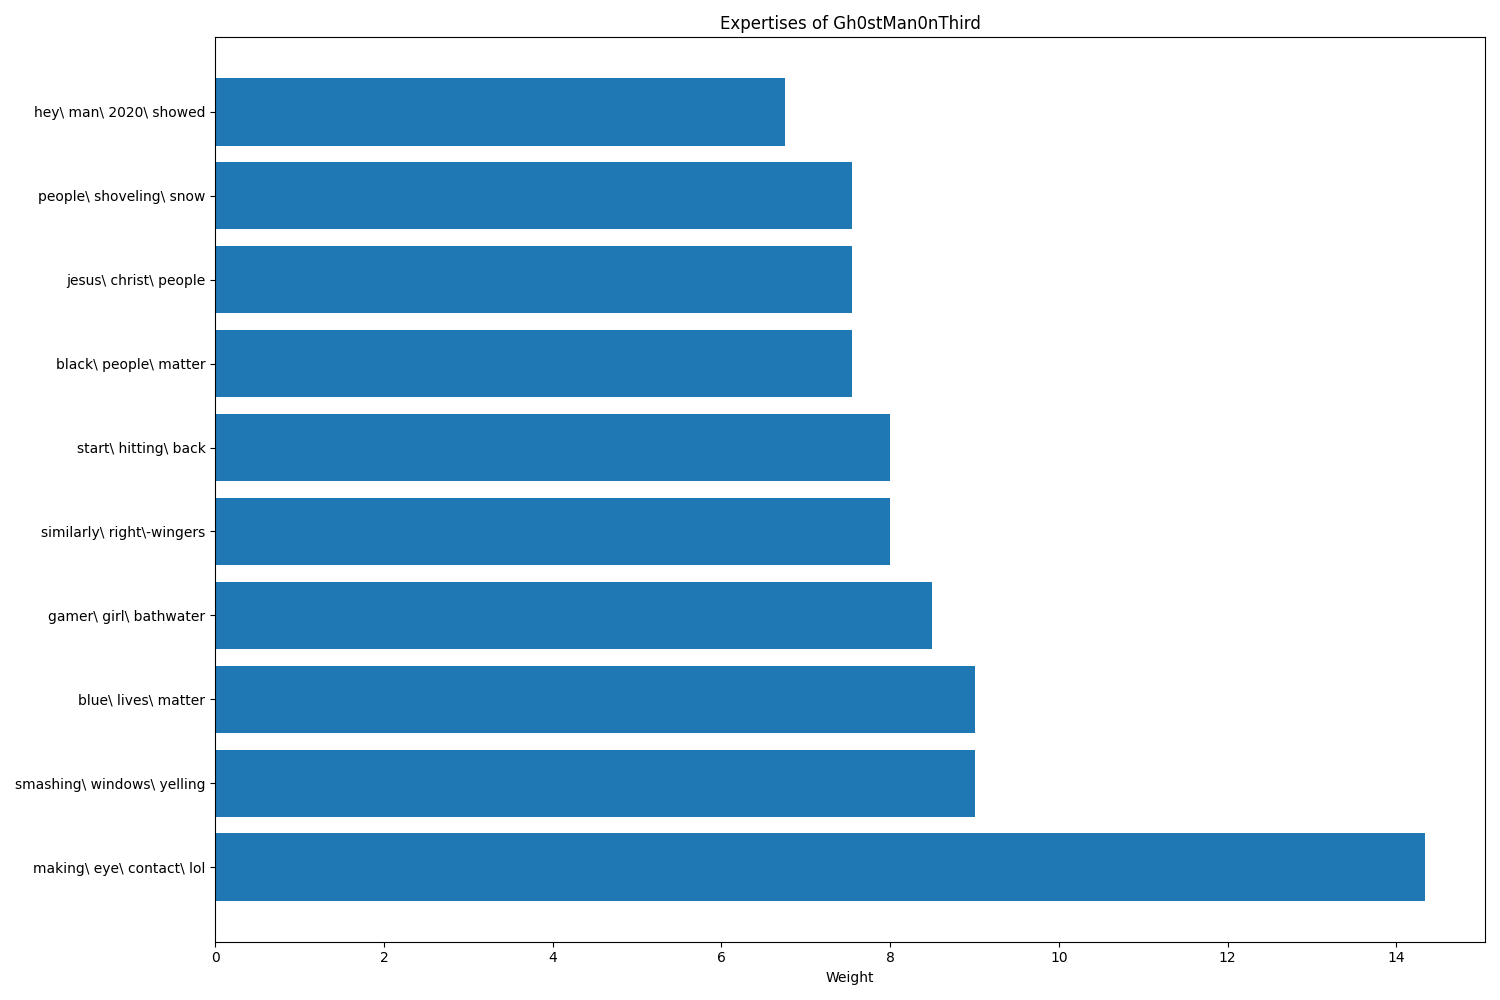 Expertises of Gh0stMan0nThird
hey\ man\ 2020\ showed
people\ shoveling\ snow
jesus\ christ\ people
black\ people\ matter
start\ hitting\ back
similarly\ right\-wingers
gamer\ girl\ bathwater
blue\ lives\ matter
smashing\ windows\ yelling
making\ eye\ contact\ lol
0 2 4 6 8 10 12 14
Weight